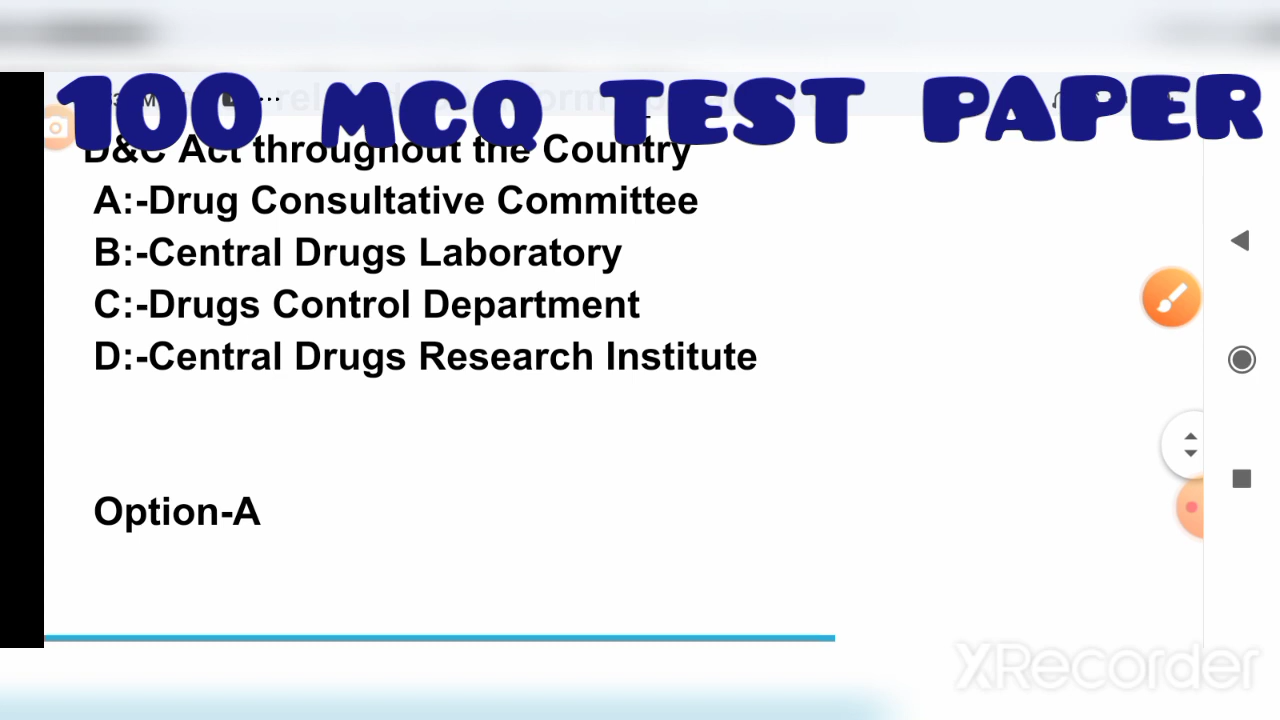 100 MCQ TEST PAPER
D&C Act throughout the Country
A:-Drug Consultative Committee
B:-Central Drugs Laboratory
C:-Drugs Control Department
D:-Central Drugs Research Institute
Option-A
XRecorder